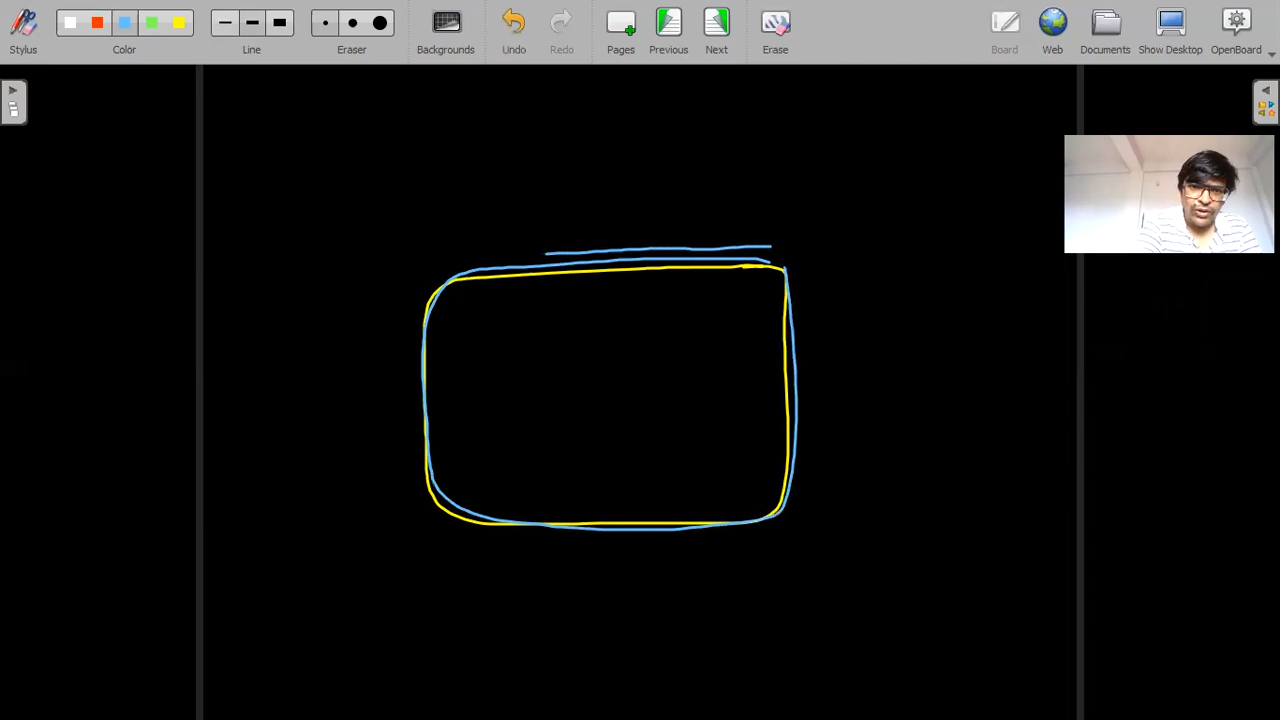 Stylus
Color
Line
Eraser
Backgrounds
Undo
Redo
Pages
Previous
Next
Erase
Board
Web
Documents
Show Desktop
OpenBoard